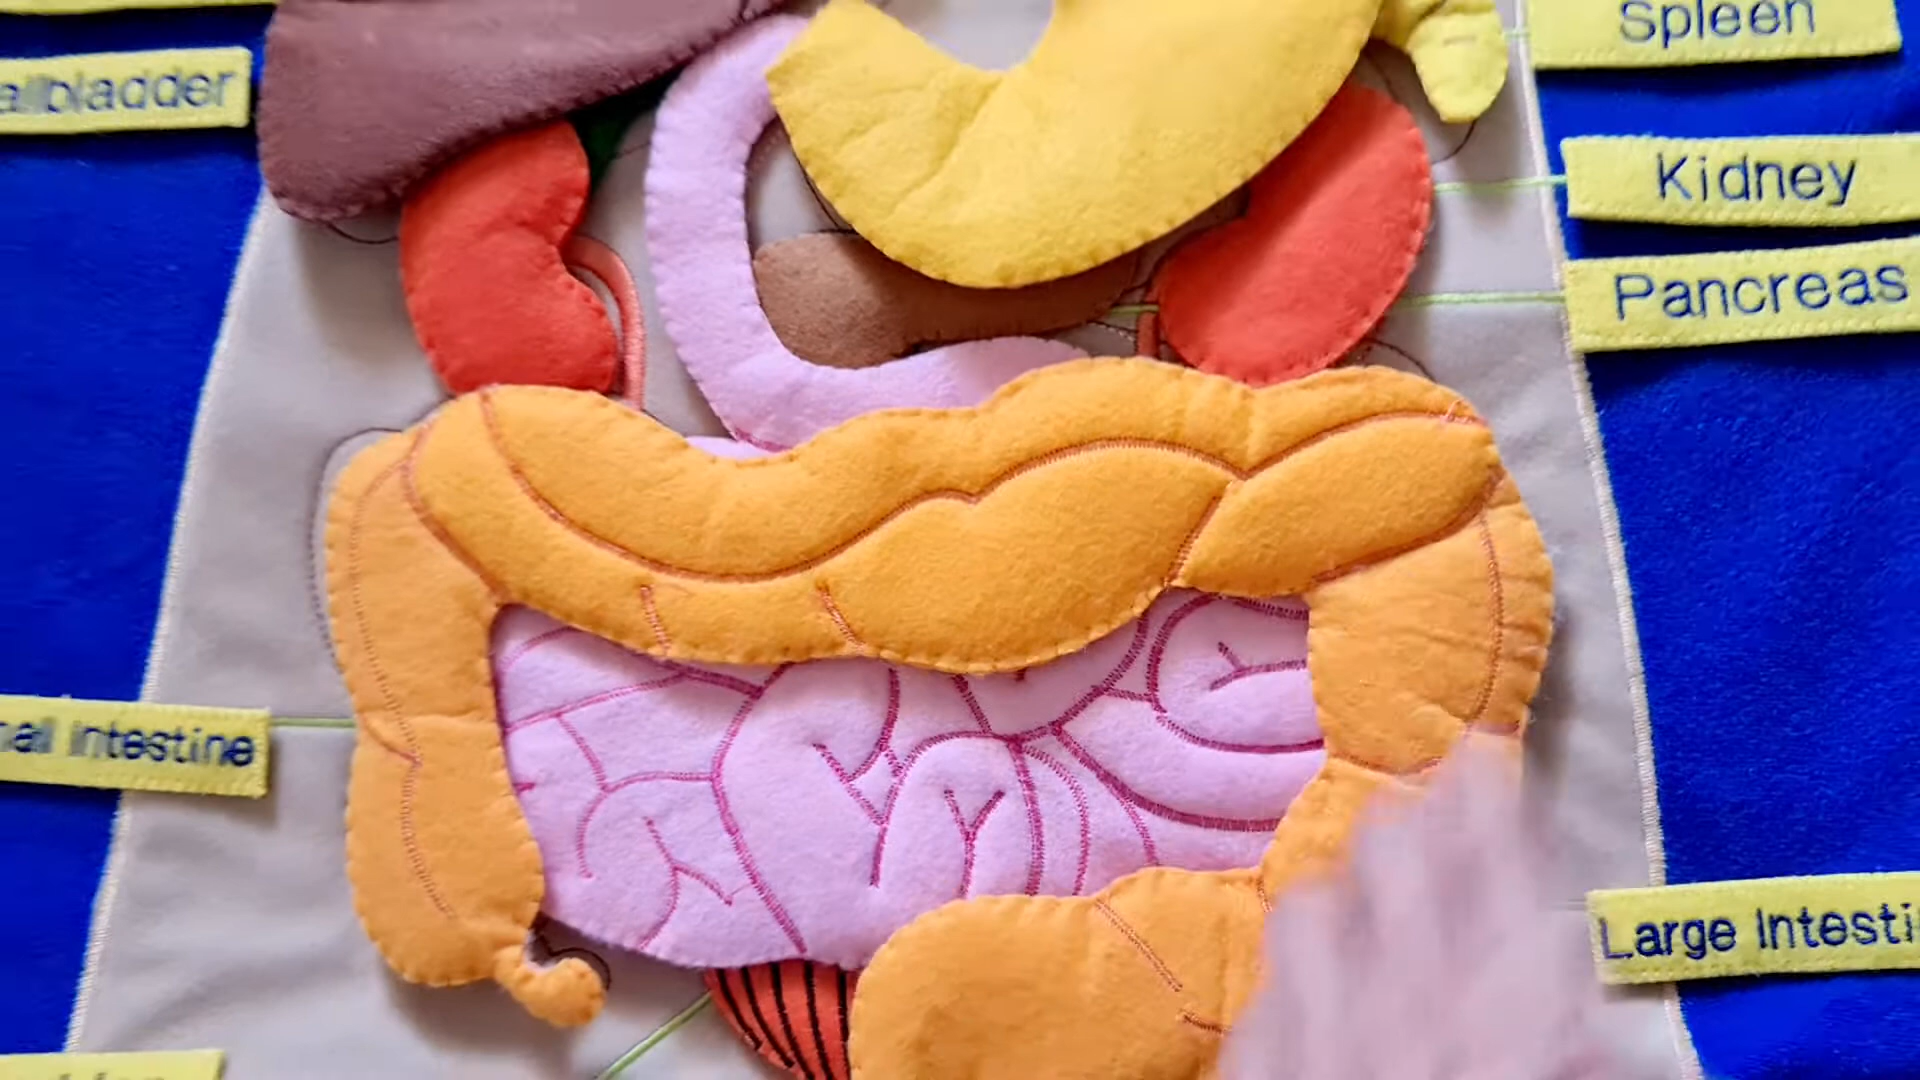 Spleen
allbladder
Kidney
Pancreas
all Intestine
Large Intesti